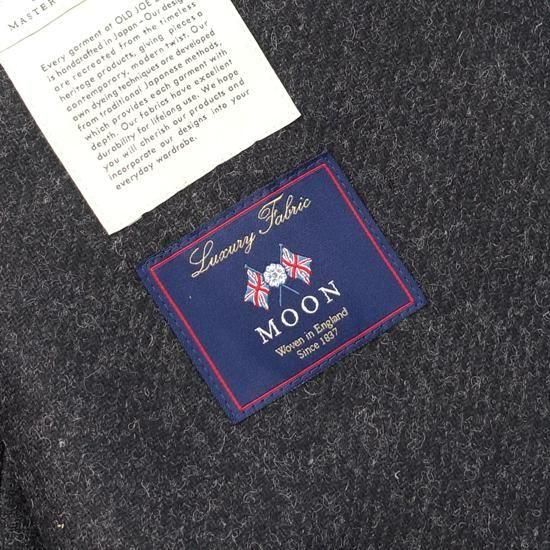 MASTER
Every garment of OLD JOE
is handcrafted in Japan - Our design
are recreated from the timeless
heritage products, giving pieces a
contemporary, modern twist. Our
own dyeing techniques are developed
from traditional Japanese methods,
which provides each garment with
depth. Our fabrics have excellent
durability for lifelong use. We hope
you will cherish our products and
incorporate our designs into your
everyday wardrobe.
Luxury Fabric
MOON
Woven in England
Since 1837